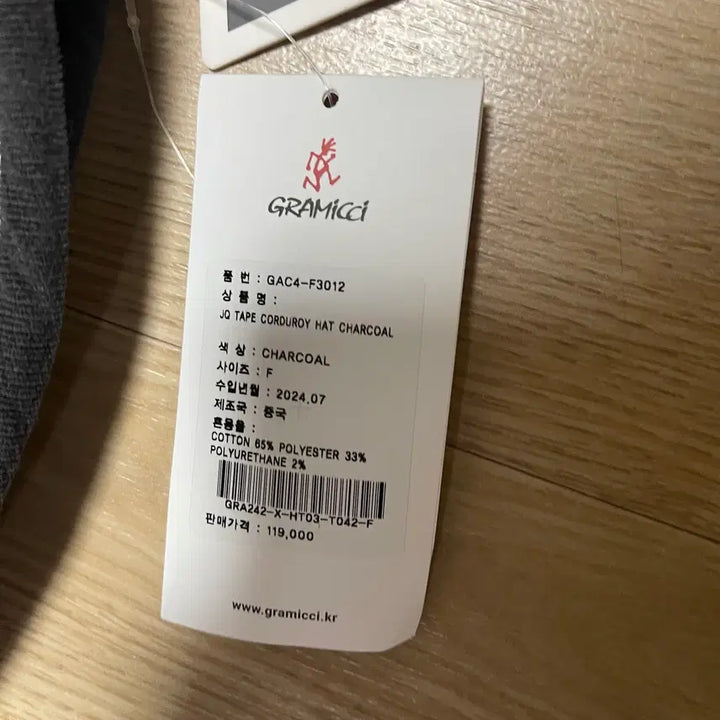 GRAMiCCi
품 번 : GAC4-F3012
상 품 명 :
JQ TAPE CORDUROY HAT CHARCOAL
색 상 : CHARCOAL
사이즈 : F
수입년월 : 2024.07
제조국 : 중국
혼용율 :
COTTON 65% POLYESTER 33%
POLYURETHANE 2%
GRA242-X-HT03-T042-F
판매가격 : 119,000
www.gramicci.kr